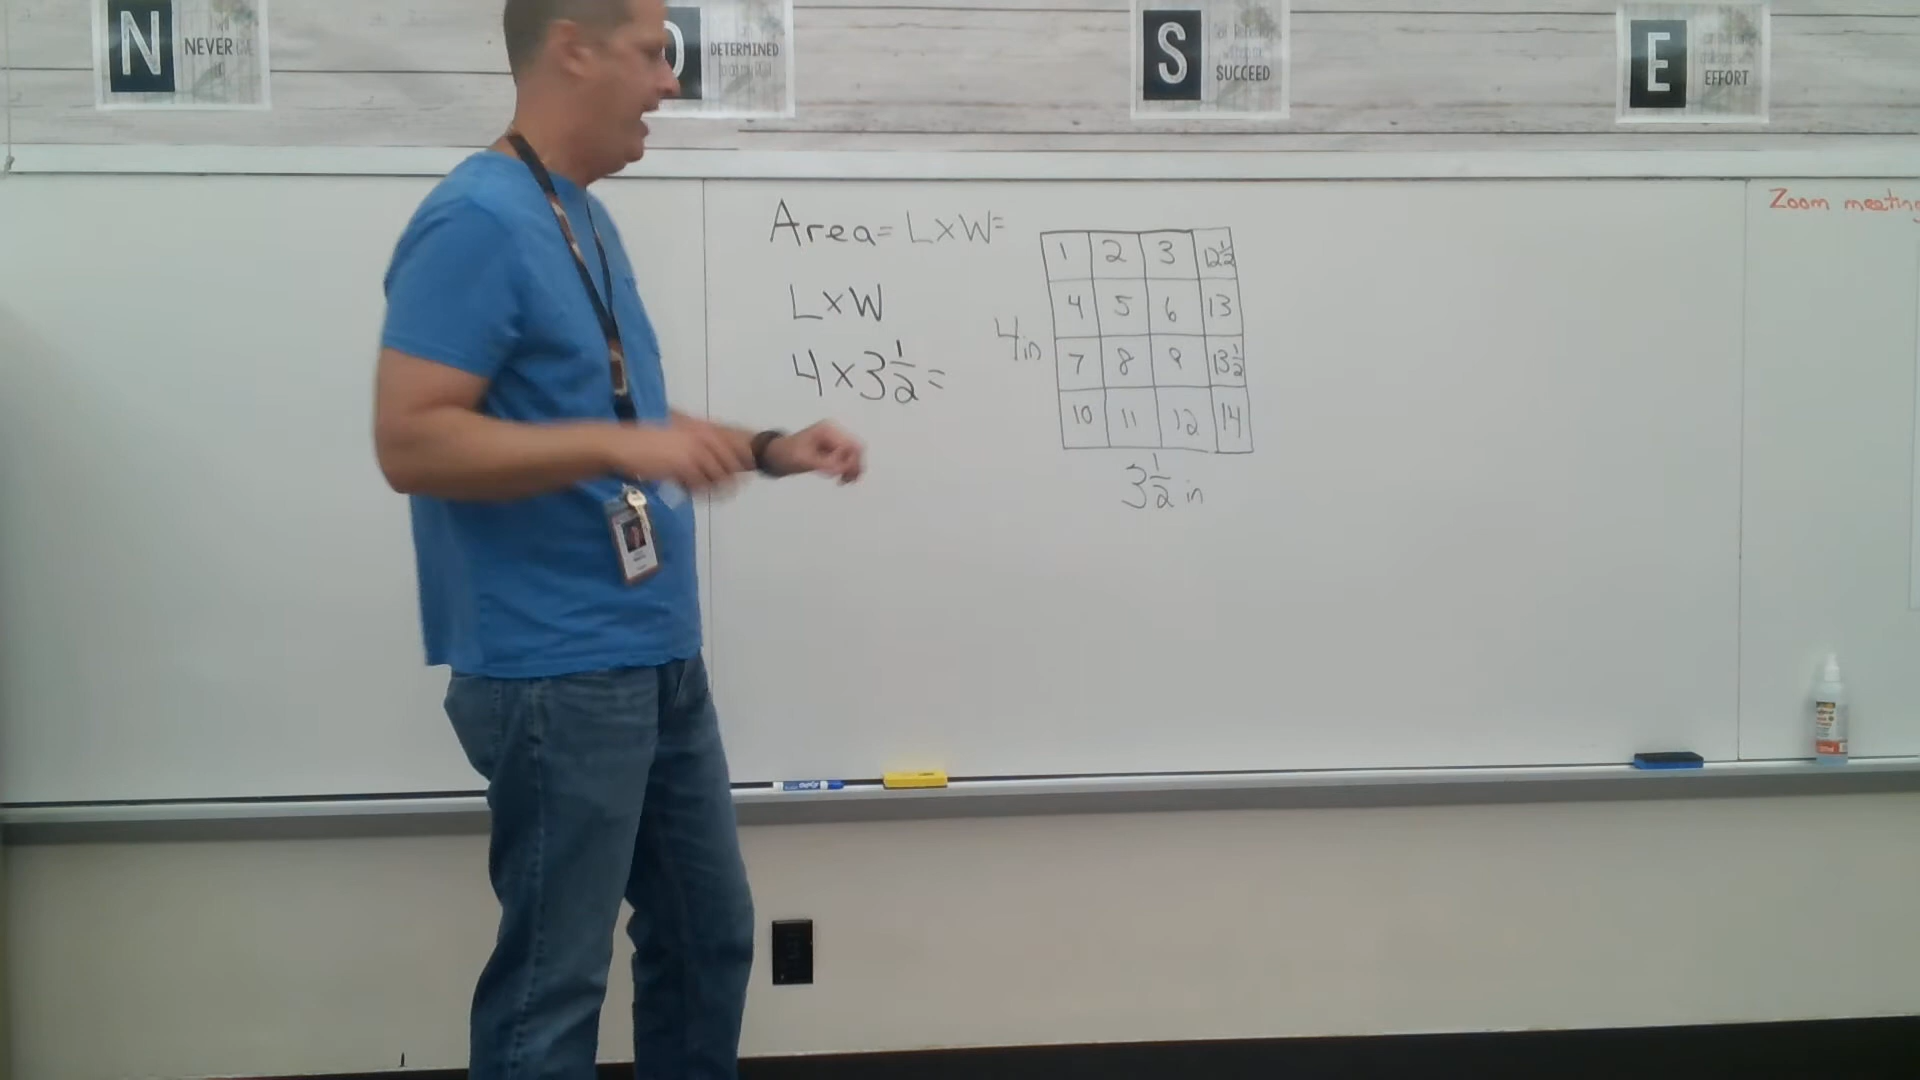 N NEVER
DETERMINED
S SUCCEED
E EFFORT
Zoom meeting
Area = L×W=
L×W
4×3 1/2 =
1 2 3 12 1/2
4 5 6 13
7 8 9 13 1/2
10 11 12 14
4in
3 1/2 in
EXPO